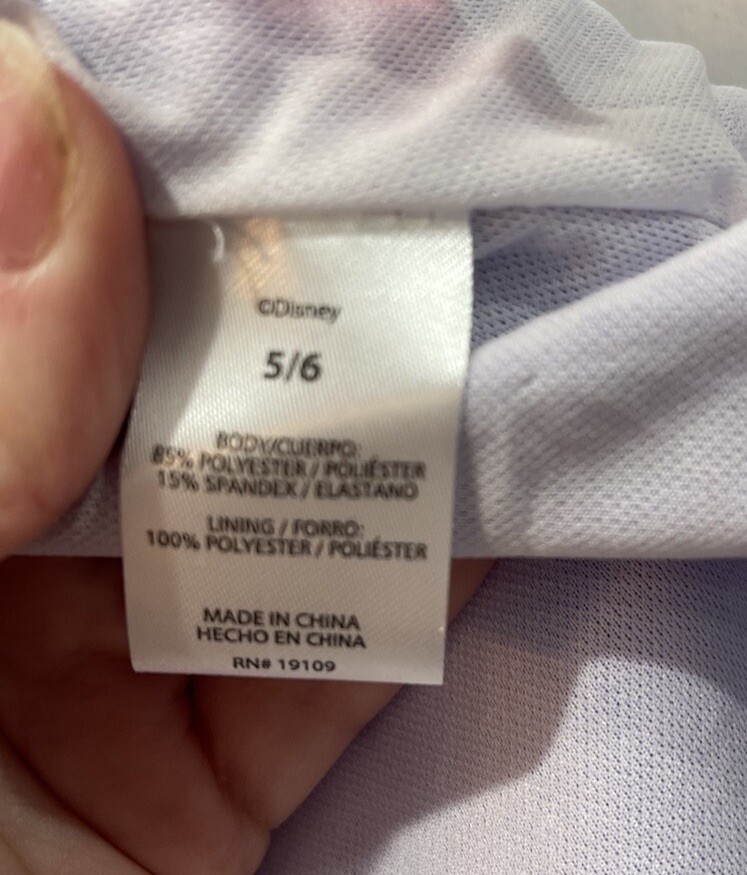 ©Disney
5/6
BODY/CUERPO:
85% POLYESTER / POLIÉSTER
15% SPANDEX / ELASTANO
LINING / FORRO:
100% POLYESTER / POLIÉSTER
MADE IN CHINA
HECHO EN CHINA
RN# 19109